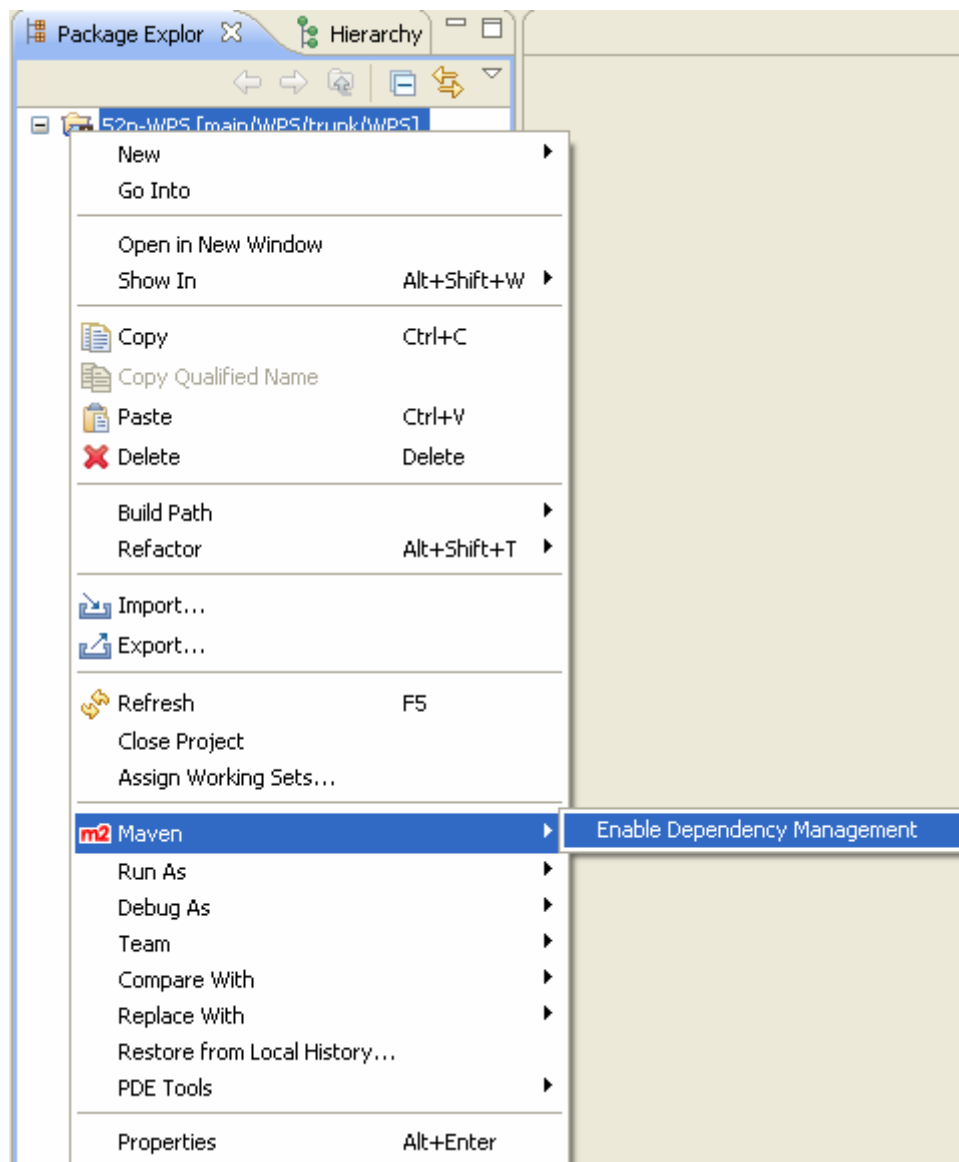 Package Explor
Hierarchy
52n-WPS [main/WPS/trunk/WPS]
New
Go Into
Open in New Window
Show In Alt+Shift+W
Copy Ctrl+C
Copy Qualified Name
Paste Ctrl+V
Delete Delete
Build Path
Refactor Alt+Shift+T
Import...
Export...
Refresh F5
Close Project
Assign Working Sets...
m2 Maven
Enable Dependency Management
Run As
Debug As
Team
Compare With
Replace With
Restore from Local History...
PDE Tools
Properties Alt+Enter